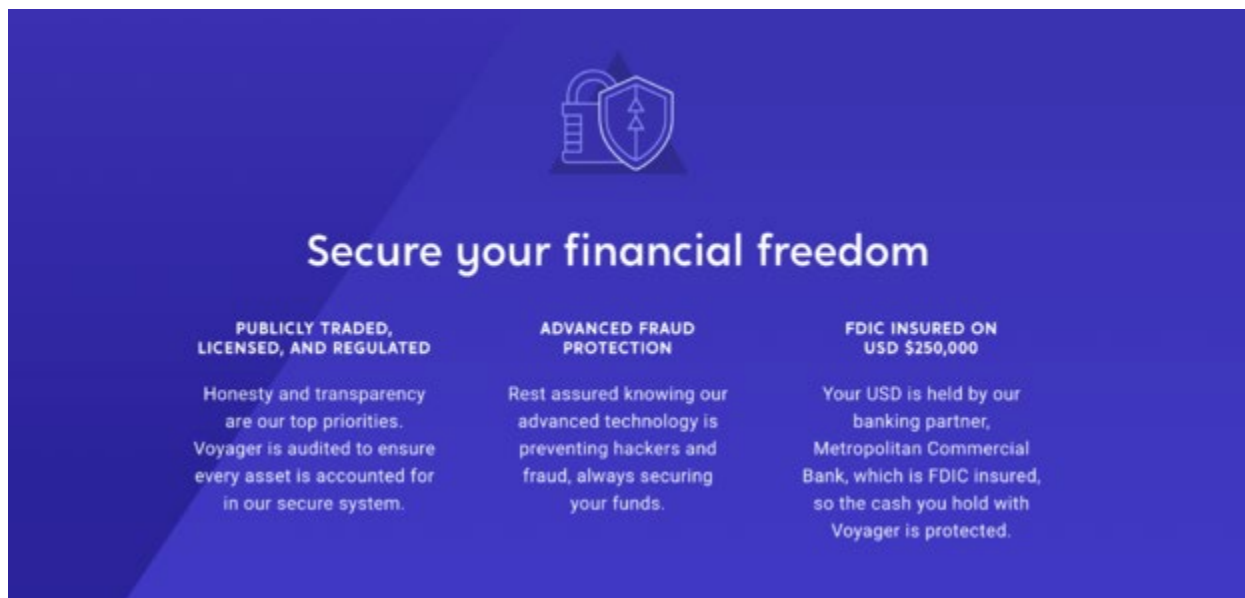 Secure your financial freedom
PUBLICLY TRADED,
LICENSED, AND REGULATED
Honesty and transparency
are our top priorities.
Voyager is audited to ensure
every asset is accounted for
in our secure system.
ADVANCED FRAUD
PROTECTION
Rest assured knowing our
advanced technology is
preventing hackers and
fraud, always securing
your funds.
FDIC INSURED ON
USD $250,000
Your USD is held by our
banking partner,
Metropolitan Commercial
Bank, which is FDIC insured,
so the cash you hold with
Voyager is protected.